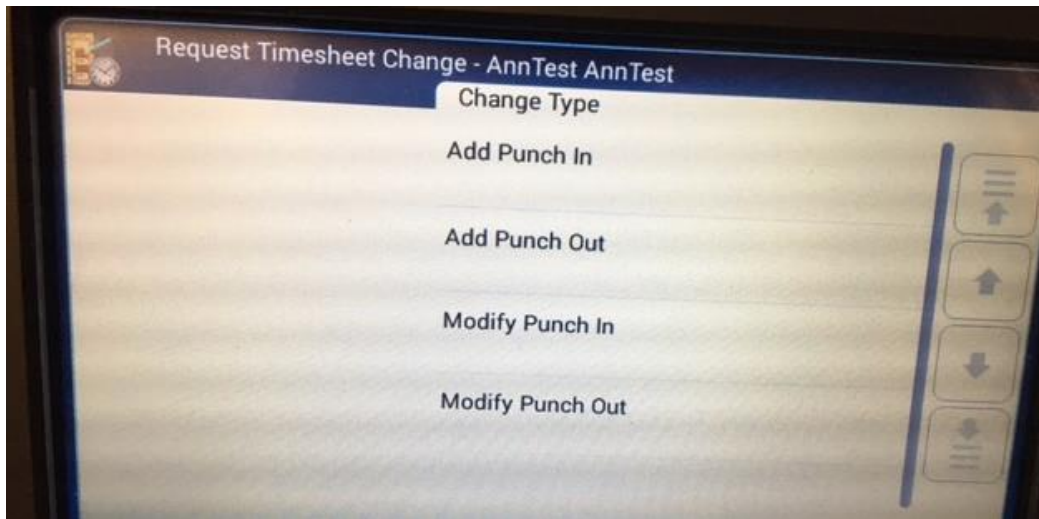 Request Timesheet Change - AnnTest AnnTest
Change Type
Add Punch In
Add Punch Out
Modify Punch In
Modify Punch Out